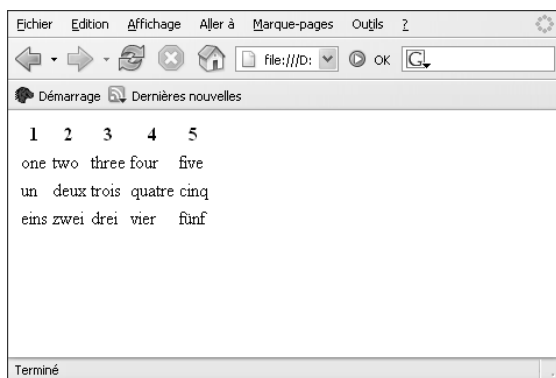 Fichier Edition Affichage Aller à Marque-pages Outils ?
file:///D: OK G
Démarrage Dernières nouvelles
1 2 3 4 5
one two three four five
un deux trois quatre cinq
eins zwei drei vier fünf
Terminé